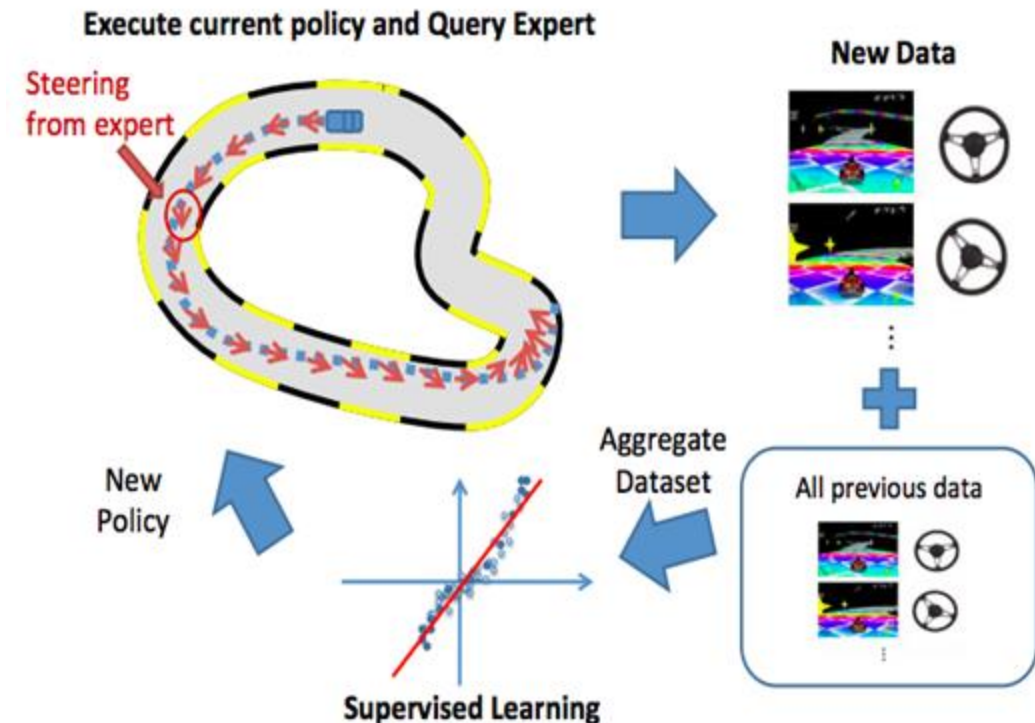 Execute current policy and Query Expert
Steering
from expert
New Data
...
All previous data
...
Aggregate
Dataset
Supervised Learning
New
Policy